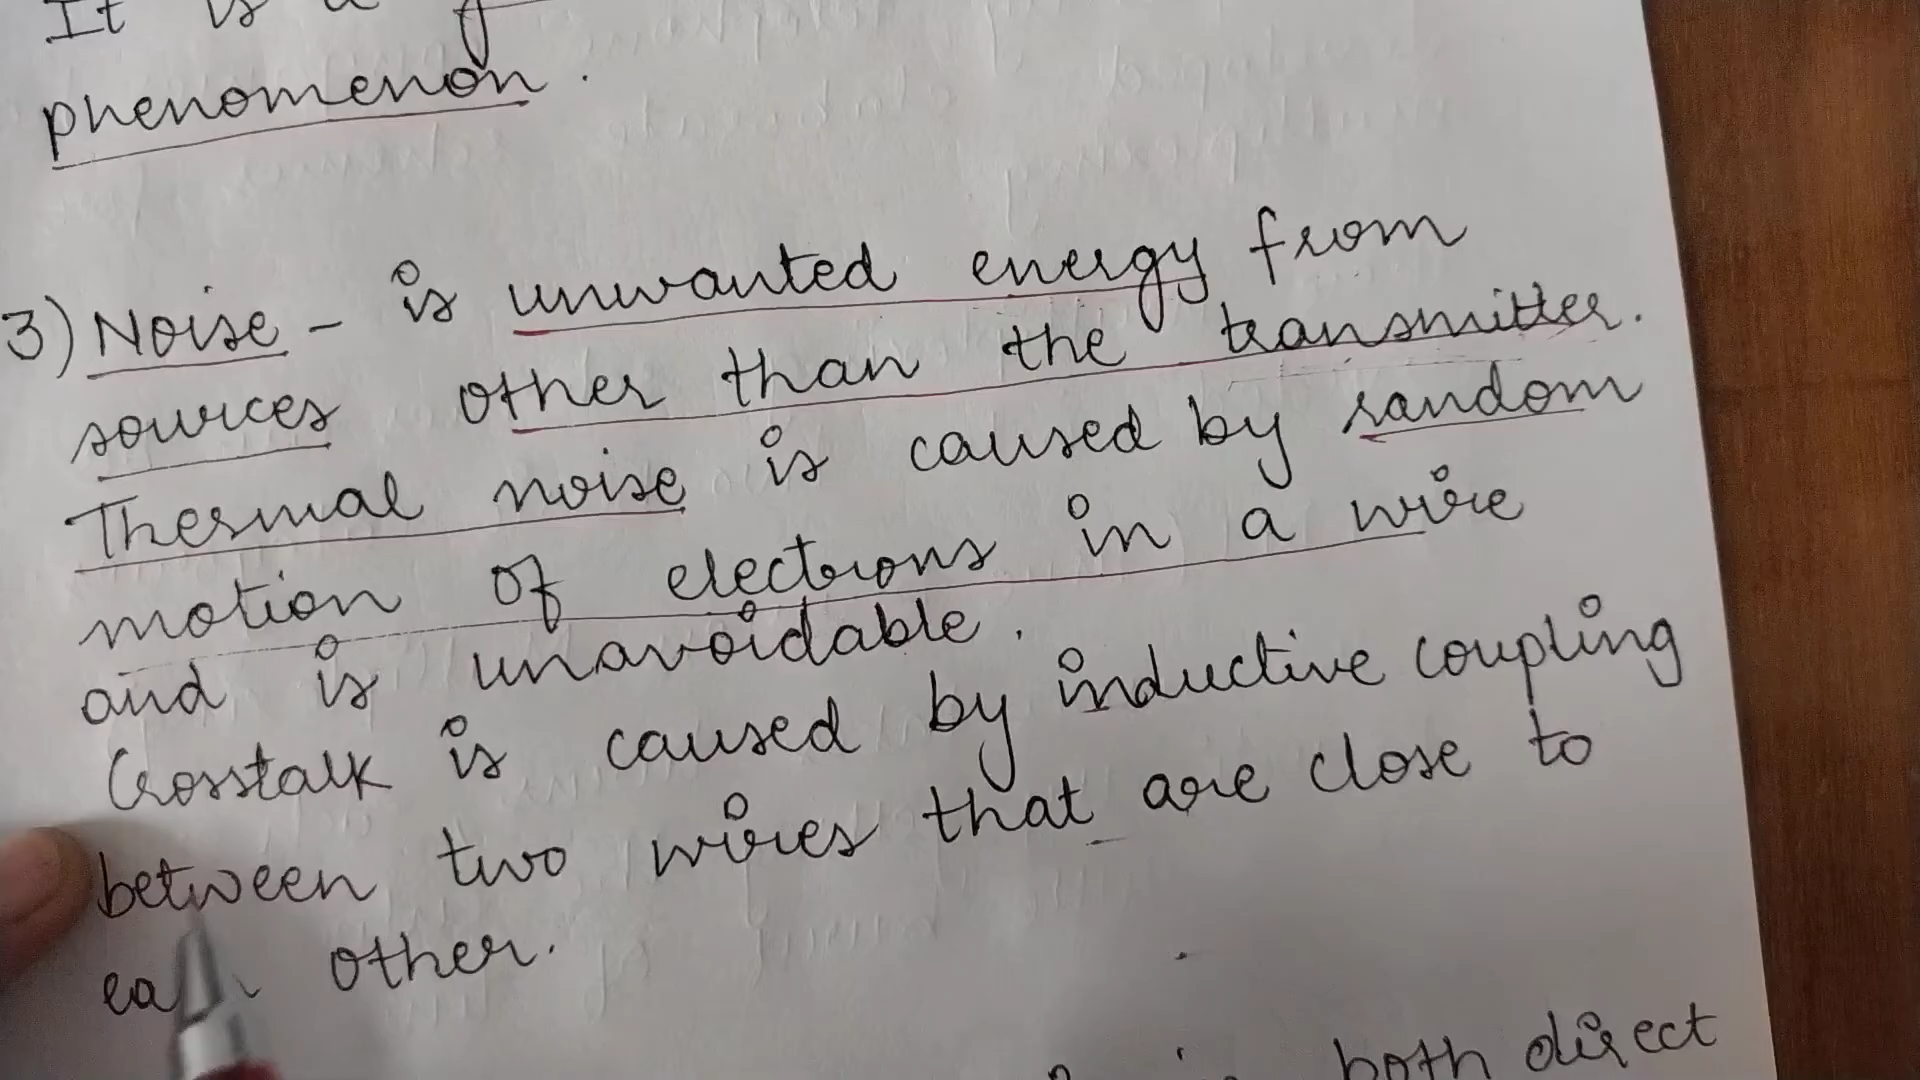 It is a
phenomenon.
3) Noise - is unwanted energy from
sources other than the transmitter.
Thermal noise is caused by random
motion of electrons in a wire
and is unavoidable.
Crosstalk is caused by inductive coupling
between two wires that are close to
other.
both direct